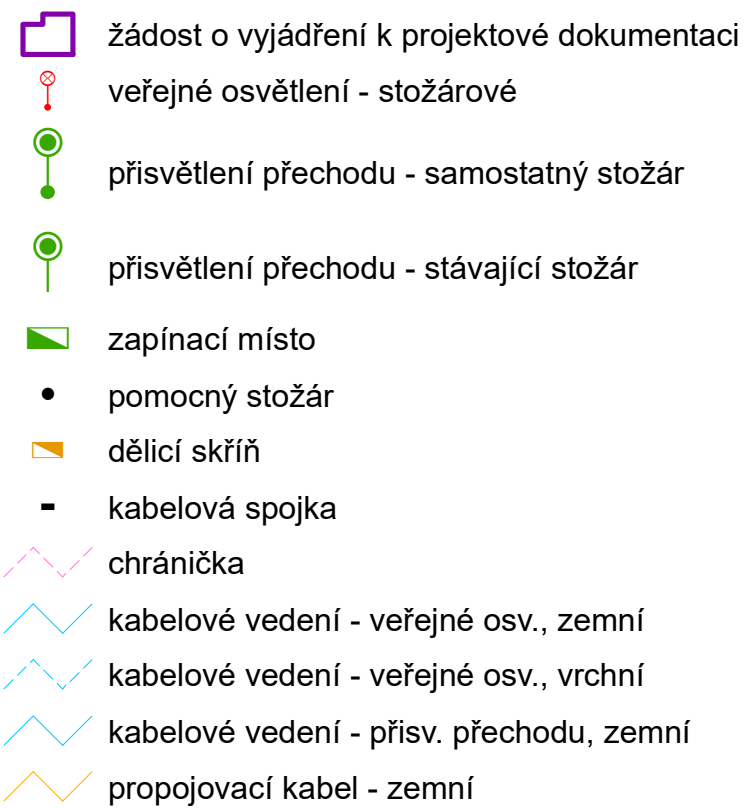 žádost o vyjádření k projektové dokumentaci
veřejné osvětlení - stožárové
přisvětlení přechodu - samostatný stožár
přisvětlení přechodu - stávající stožár
zapínací místo
pomocný stožár
dělicí skříň
kabelová spojka
chránička
kabelové vedení - veřejné osv., zemní
kabelové vedení - veřejné osv., vrchní
kabelové vedení - přisv. přechodu, zemní
propojovací kabel - zemní